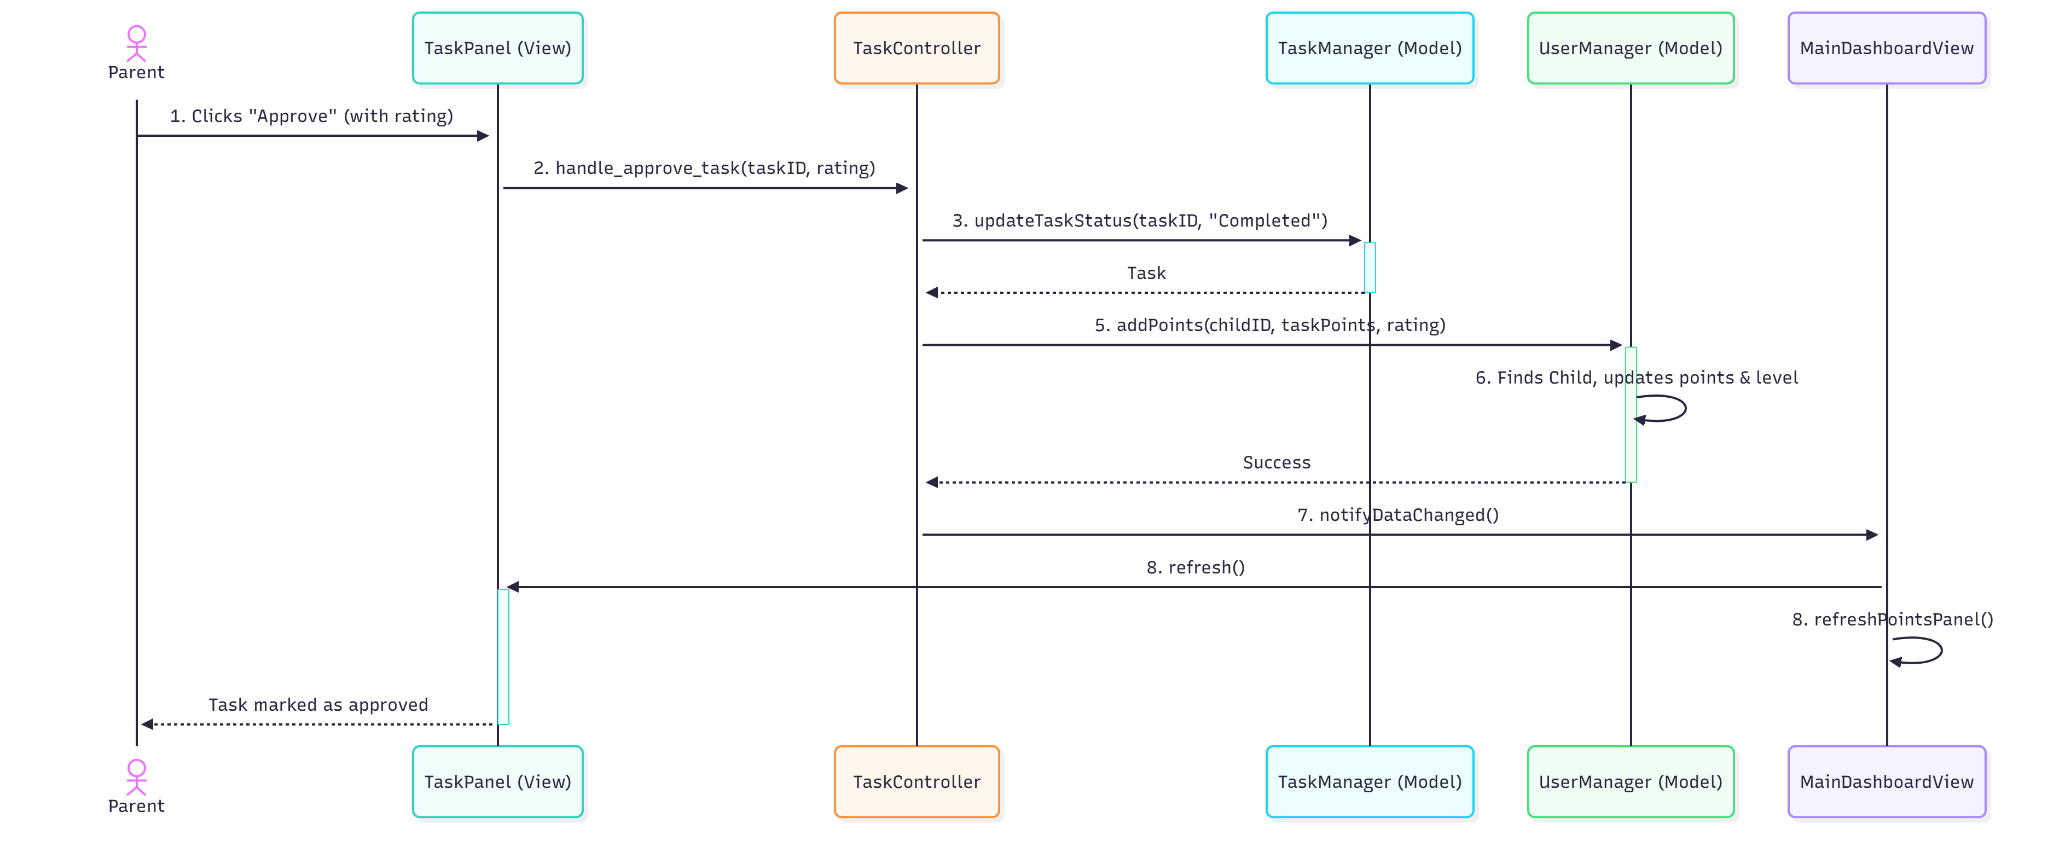 Parent
TaskPanel (View)
TaskController
TaskManager (Model)
UserManager (Model)
MainDashboardView
1. Clicks "Approve" (with rating)
2. handle_approve_task(taskID, rating)
3. updateTaskStatus(taskID, "Completed")
Task
5. addPoints(childID, taskPoints, rating)
6. Finds Child, updates points & level
Success
7. notifyDataChanged()
8. refresh()
8. refreshPointsPanel()
Task marked as approved
Parent
TaskPanel (View)
TaskController
TaskManager (Model)
UserManager (Model)
MainDashboardView